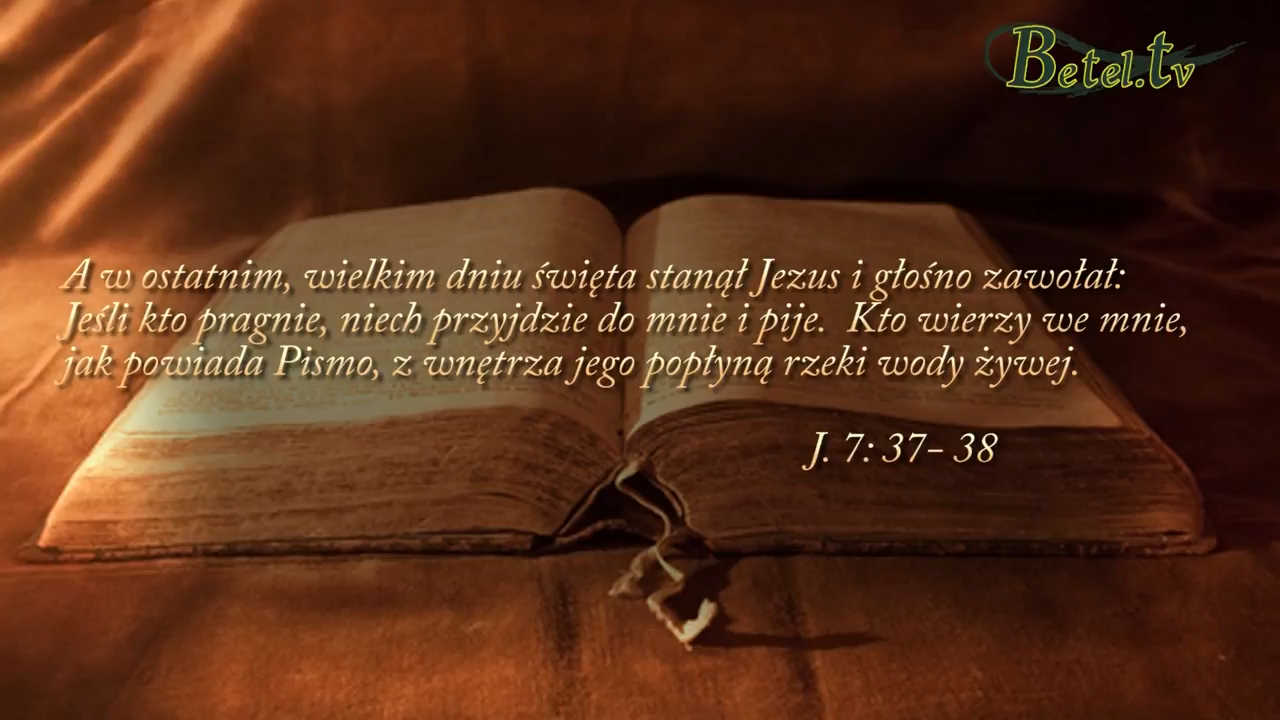 Betel.tv
A w ostatnim, wielkim dniu święta stanął Jezus i głośno zawołał:
Jeśli kto pragnie, niech przyjdzie do mnie i pije.  Kto wierzy we mnie,
jak powiada Pismo, z wnętrza jego popłyną rzeki wody żywej.
J. 7: 37– 38